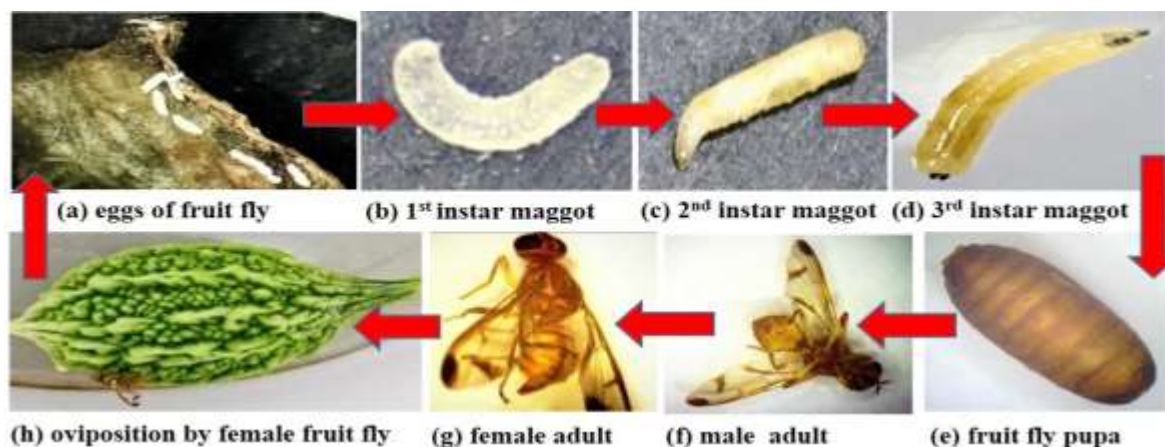 (a) eggs of fruit fly
(b) 1st instar maggot
(c) 2nd instar maggot
(d) 3rd instar maggot
(h) oviposition by female fruit fly
(g) female adult
(f) male adult
(e) fruit fly pupa